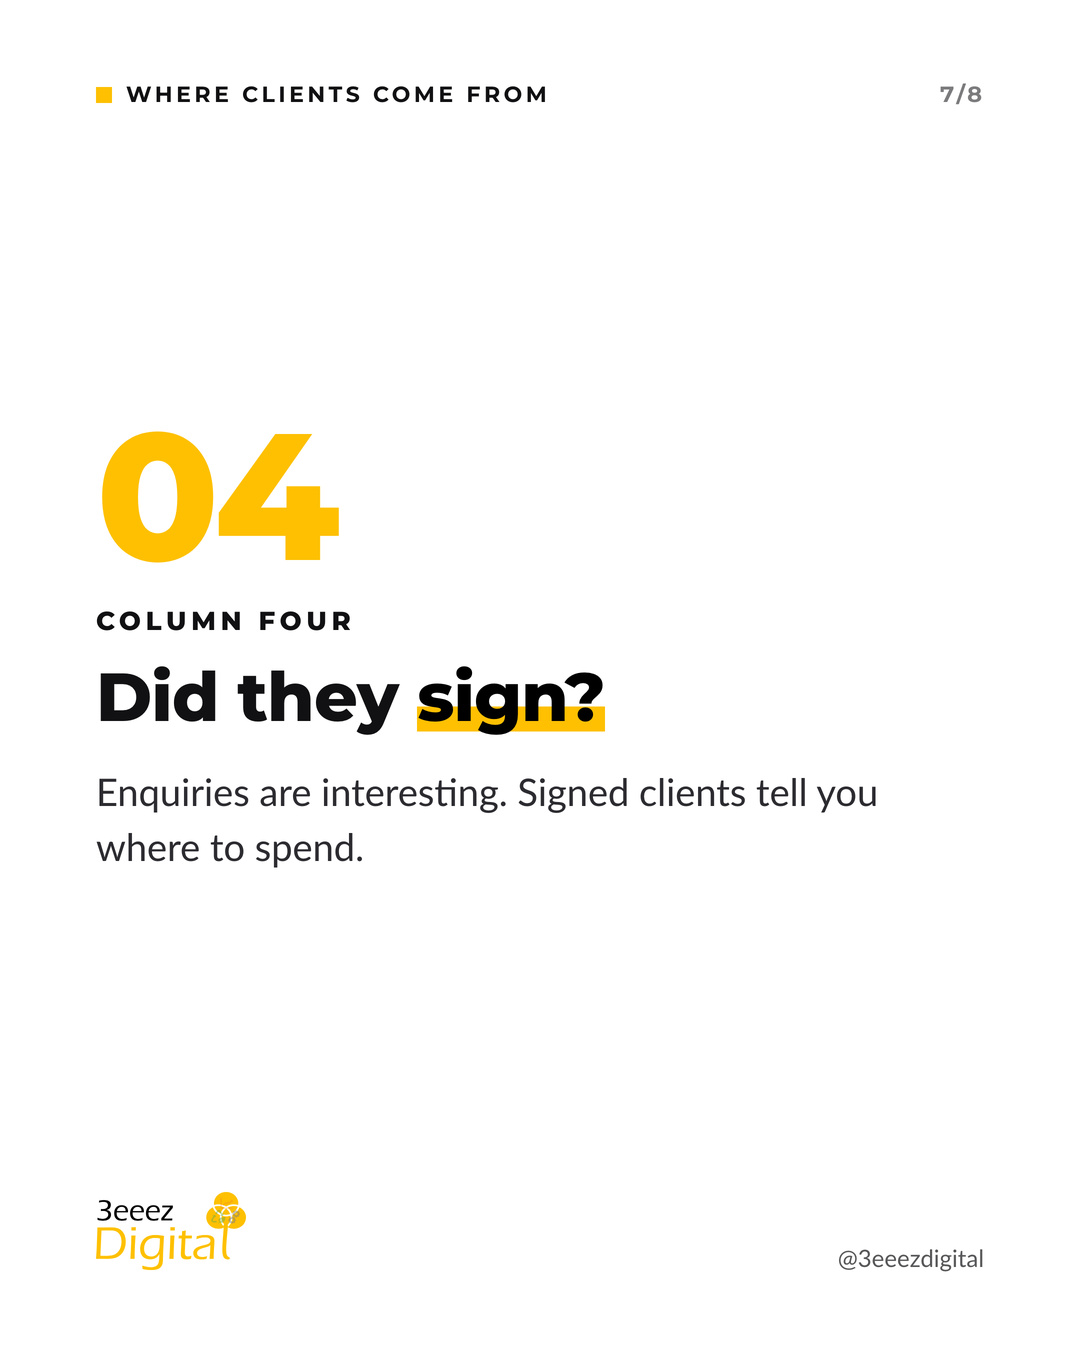 WHERE CLIENTS COME FROM
7/8
04
COLUMN FOUR
Did they sign?
Enquiries are interesting. Signed clients tell you
where to spend.
3eeez
Digital
@3eeezdigital